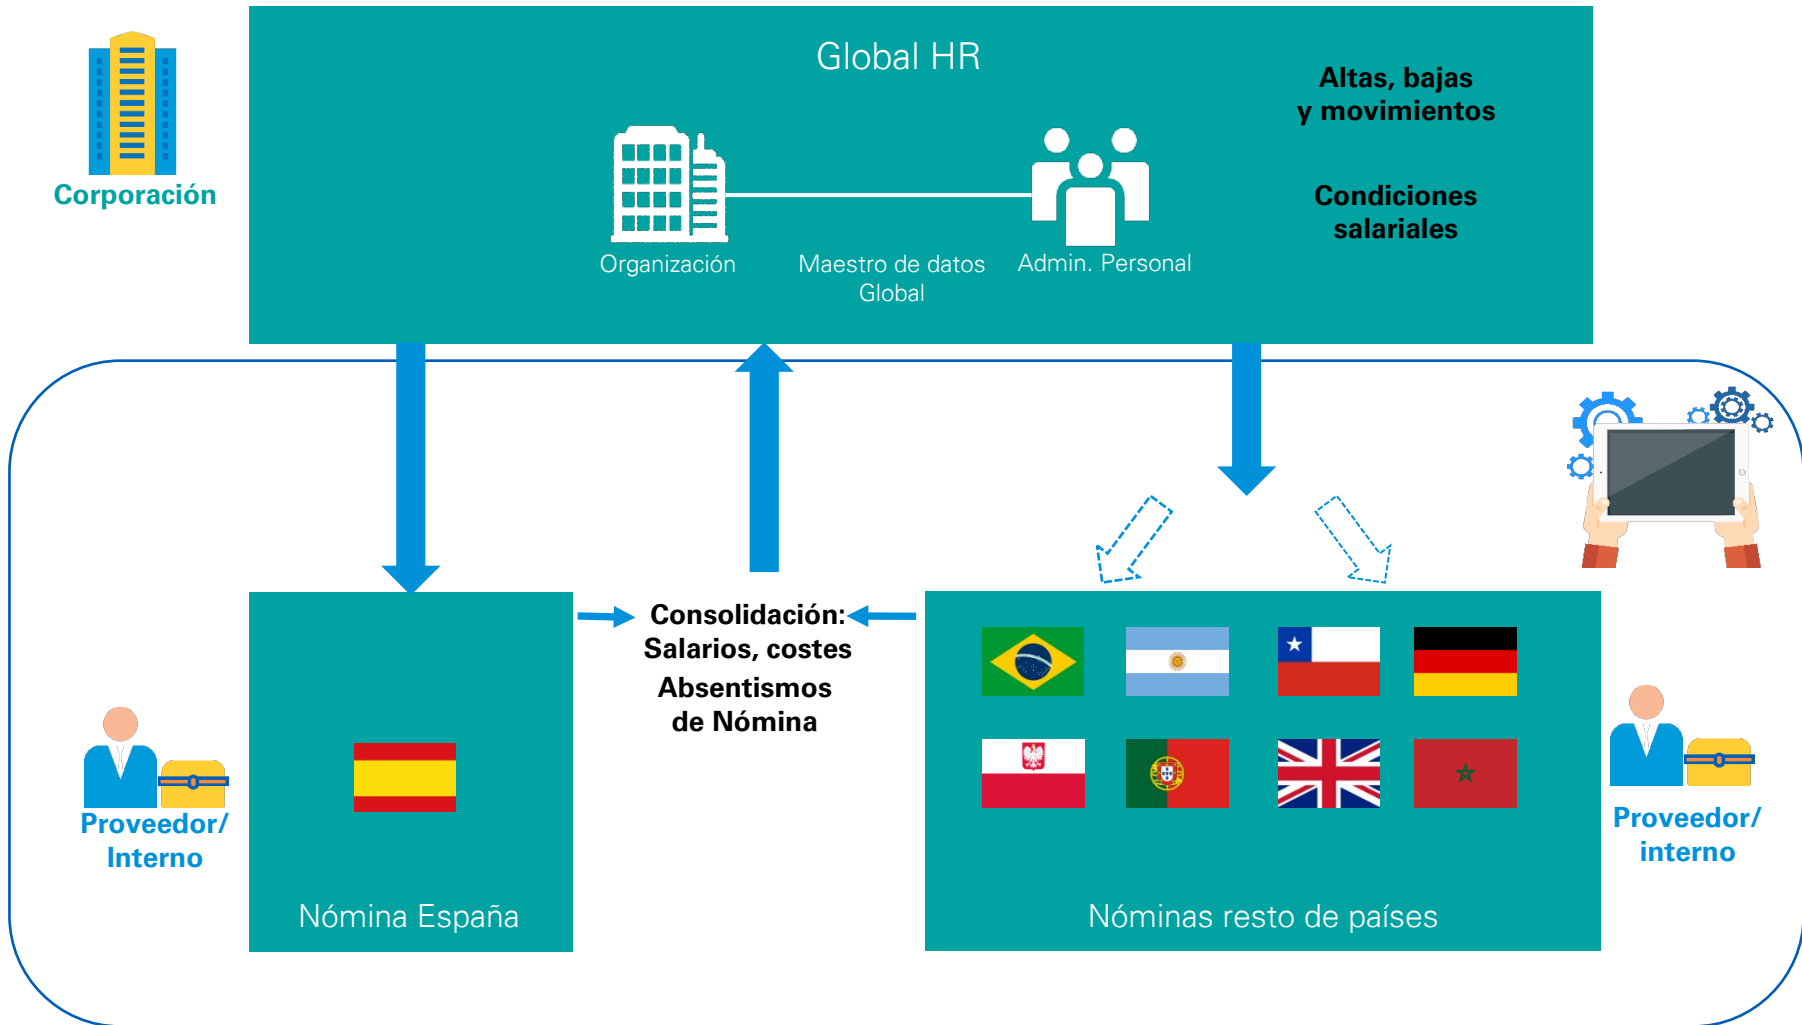 Global HR
Altas, bajas
y movimientos
Corporación
Condiciones
salariales
Organización
Maestro de datos
Global
Admin. Personal
Consolidación:
Salarios, costes
Absentismos
de Nómina
Proveedor/
Interno
Nómina España
Nóminas resto de países
Proveedor/
interno